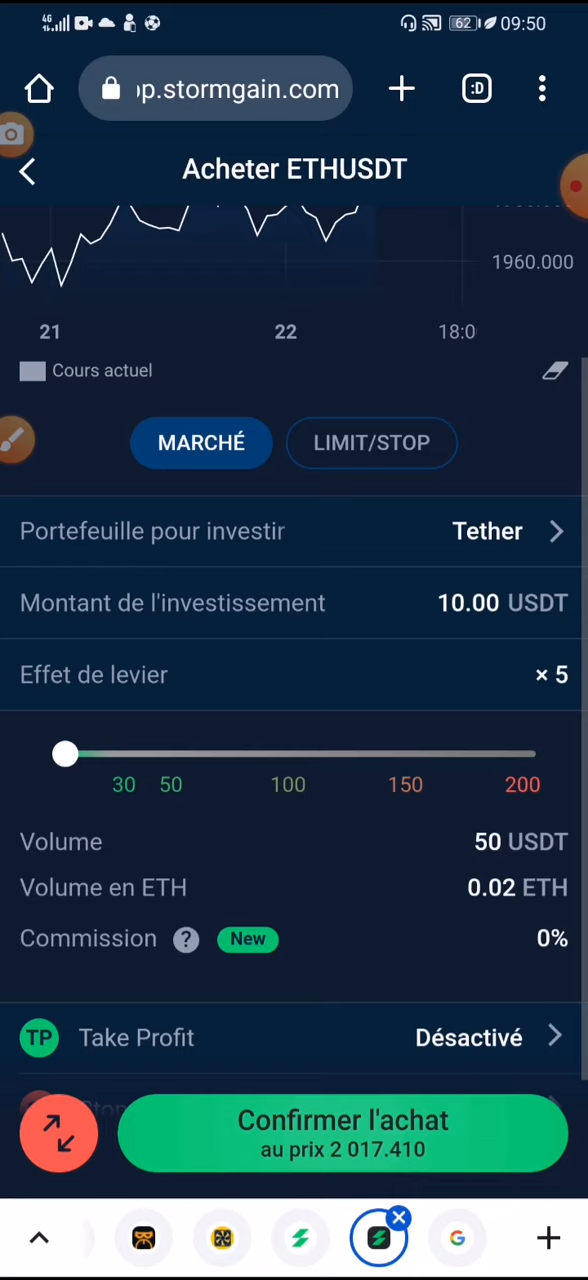 4G 62 09:50
op.stormgain.com :D
Acheter ETHUSDT
1960.000
21 22 18:0
Cours actuel
MARCHÉ LIMIT/STOP
Portefeuille pour investir Tether
Montant de l'investissement 10.00 USDT
Effet de levier × 5
30 50 100 150 200
Volume 50 USDT
Volume en ETH 0.02 ETH
Commission ? New 0%
TP Take Profit Désactivé
Confirmer l'achat
au prix 2 017.410
G